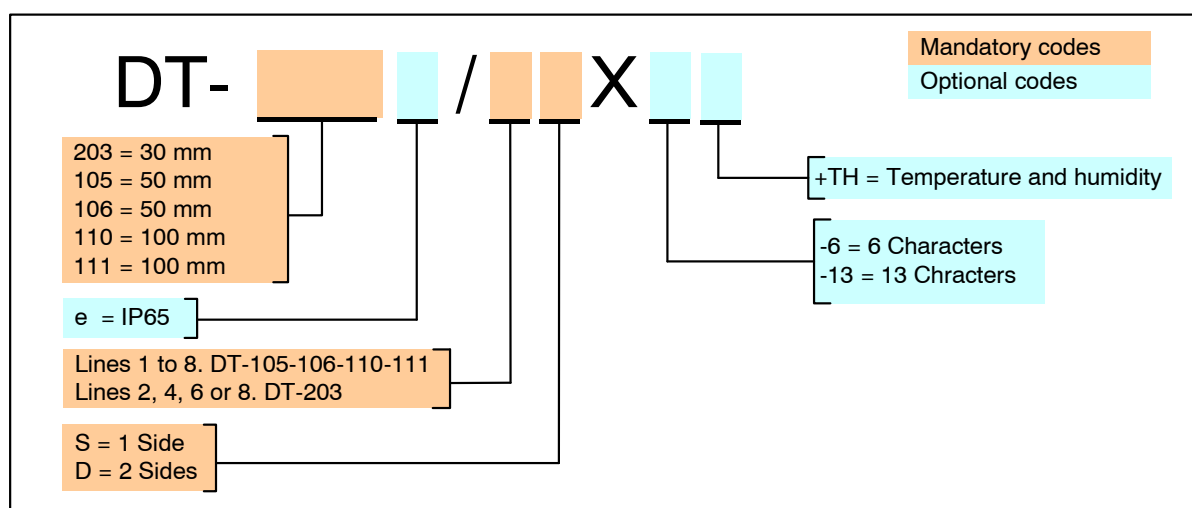 DT- / X
Mandatory codes
Optional codes
203 = 30 mm
105 = 50 mm
106 = 50 mm
110 = 100 mm
111 = 100 mm
+TH = Temperature and humidity
-6 = 6 Characters
-13 = 13 Chracters
e = IP65
Lines 1 to 8. DT-105-106-110-111
Lines 2, 4, 6 or 8. DT-203
S = 1 Side
D = 2 Sides